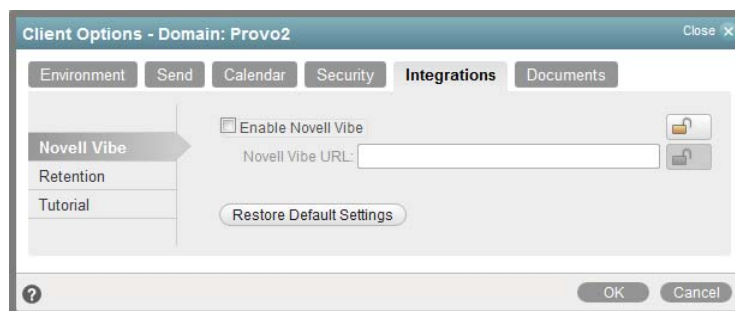 Client Options - Domain: Provo2
Close X
Environment Send Calendar Security Integrations Documents
Novell Vibe
Retention
Tutorial
Enable Novell Vibe
Novell Vibe URL:
Restore Default Settings
?
OK Cancel